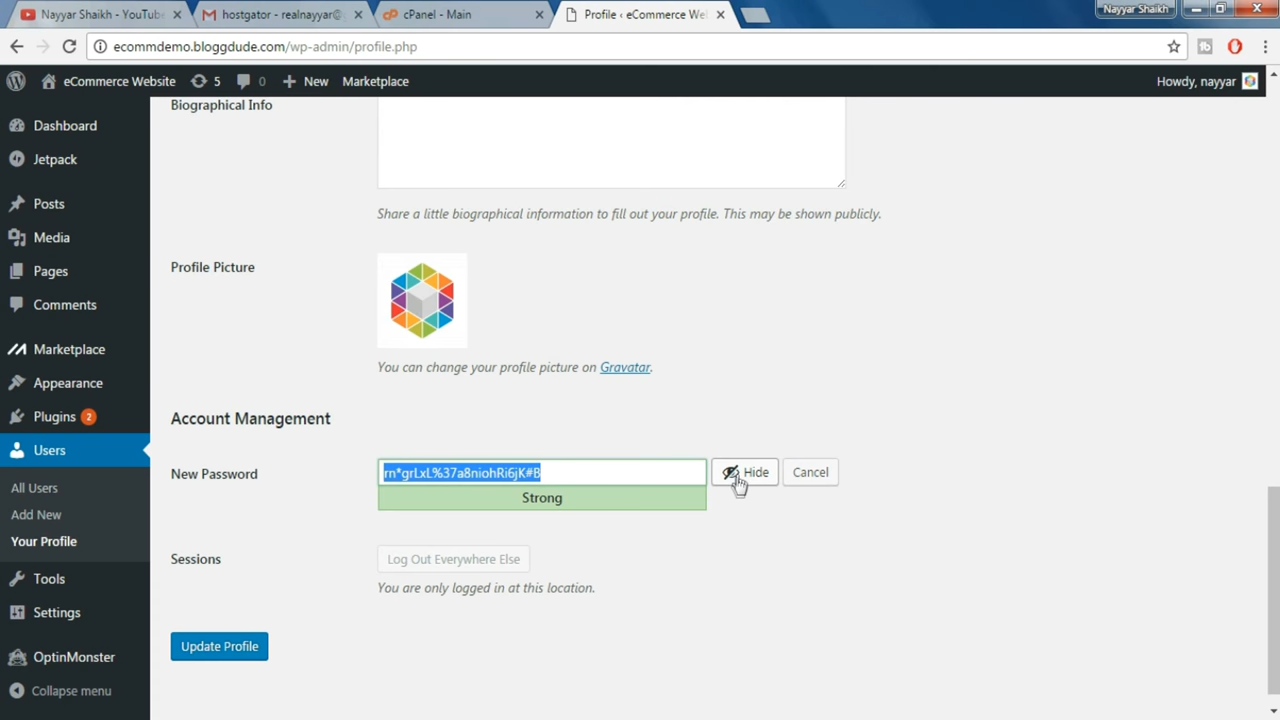 Nayyar Shaikh - YouTube
hostgator - realnayyar@
cPanel - Main
Profile ‹ eCommerce We
Nayyar Shaikh
ecommdemo.bloggdude.com/wp-admin/profile.php
eCommerce Website
5
0
New
Marketplace
Howdy, nayyar
Dashboard
Jetpack
Posts
Media
Pages
Comments
Marketplace
Appearance
Plugins 2
Users
All Users
Add New
Your Profile
Tools
Settings
OptinMonster
Collapse menu
Biographical Info
Share a little biographical information to fill out your profile. This may be shown publicly.
Profile Picture
You can change your profile picture on Gravatar.
Account Management
New Password
rn*grLxL%37a8niohRi6jK#B
Hide
Cancel
Strong
Sessions
Log Out Everywhere Else
You are only logged in at this location.
Update Profile